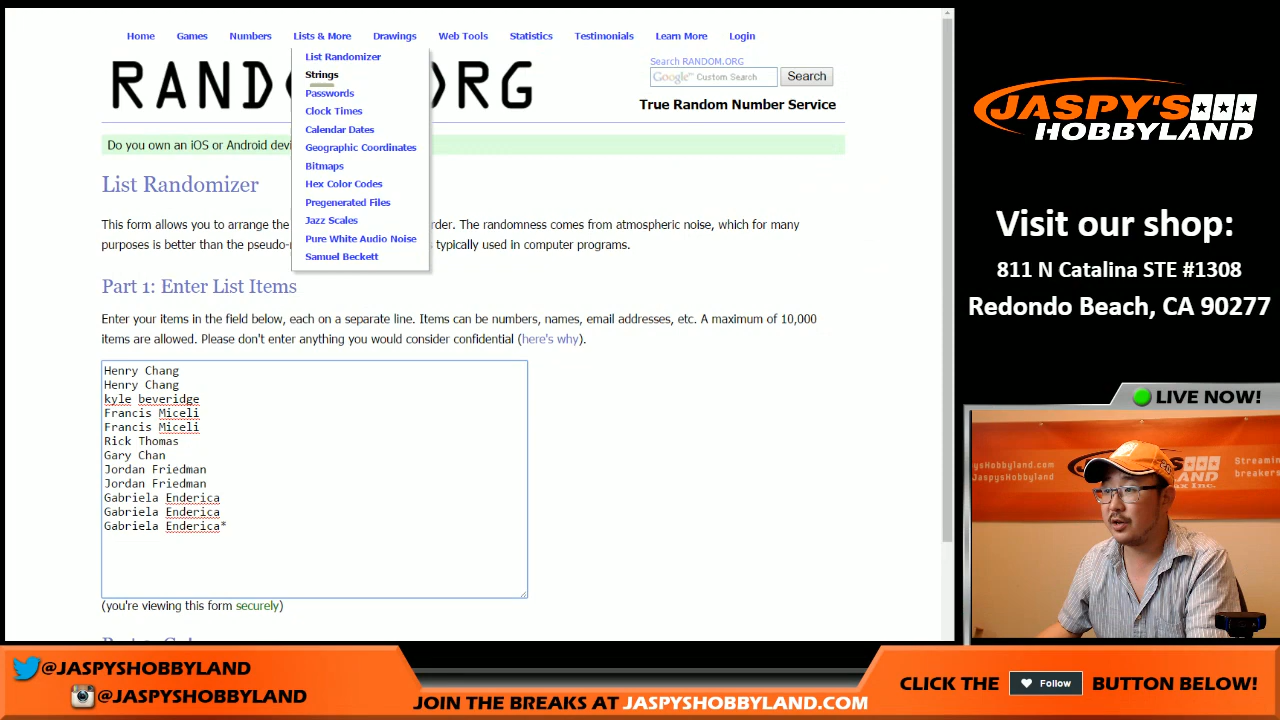 Home Games Numbers Lists & More Drawings Web Tools Statistics Testimonials Learn More Login
List Randomizer
Strings
Passwords
Clock Times
Calendar Dates
Geographic Coordinates
Bitmaps
Hex Color Codes
Pregenerated Files
Jazz Scales
Pure White Audio Noise
Samuel Beckett
Search RANDOM.ORG
Google™ Custom Search Search
True Random Number Service
Do you own an iOS or Android devi
List Randomizer
This form allows you to arrange the rder. The randomness comes from atmospheric noise, which for many
purposes is better than the pseudo-r typically used in computer programs.
Part 1: Enter List Items
Enter your items in the field below, each on a separate line. Items can be numbers, names, email addresses, etc. A maximum of 10,000
items are allowed. Please don't enter anything you would consider confidential (here's why).
Henry Chang
Henry Chang
kyle beveridge
Francis Miceli
Francis Miceli
Rick Thomas
Gary Chan
Jordan Friedman
Jordan Friedman
Gabriela Enderica
Gabriela Enderica
Gabriela Enderica*
(you're viewing this form securely)
JASPY'S
HOBBYLAND
Visit our shop:
811 N Catalina STE #1308
Redondo Beach, CA 90277
LIVE NOW!
@JASPYSHOBBYLAND
@JASPYSHOBBYLAND
JOIN THE BREAKS AT JASPYSHOBBYLAND.COM
CLICK THE Follow BUTTON BELOW!